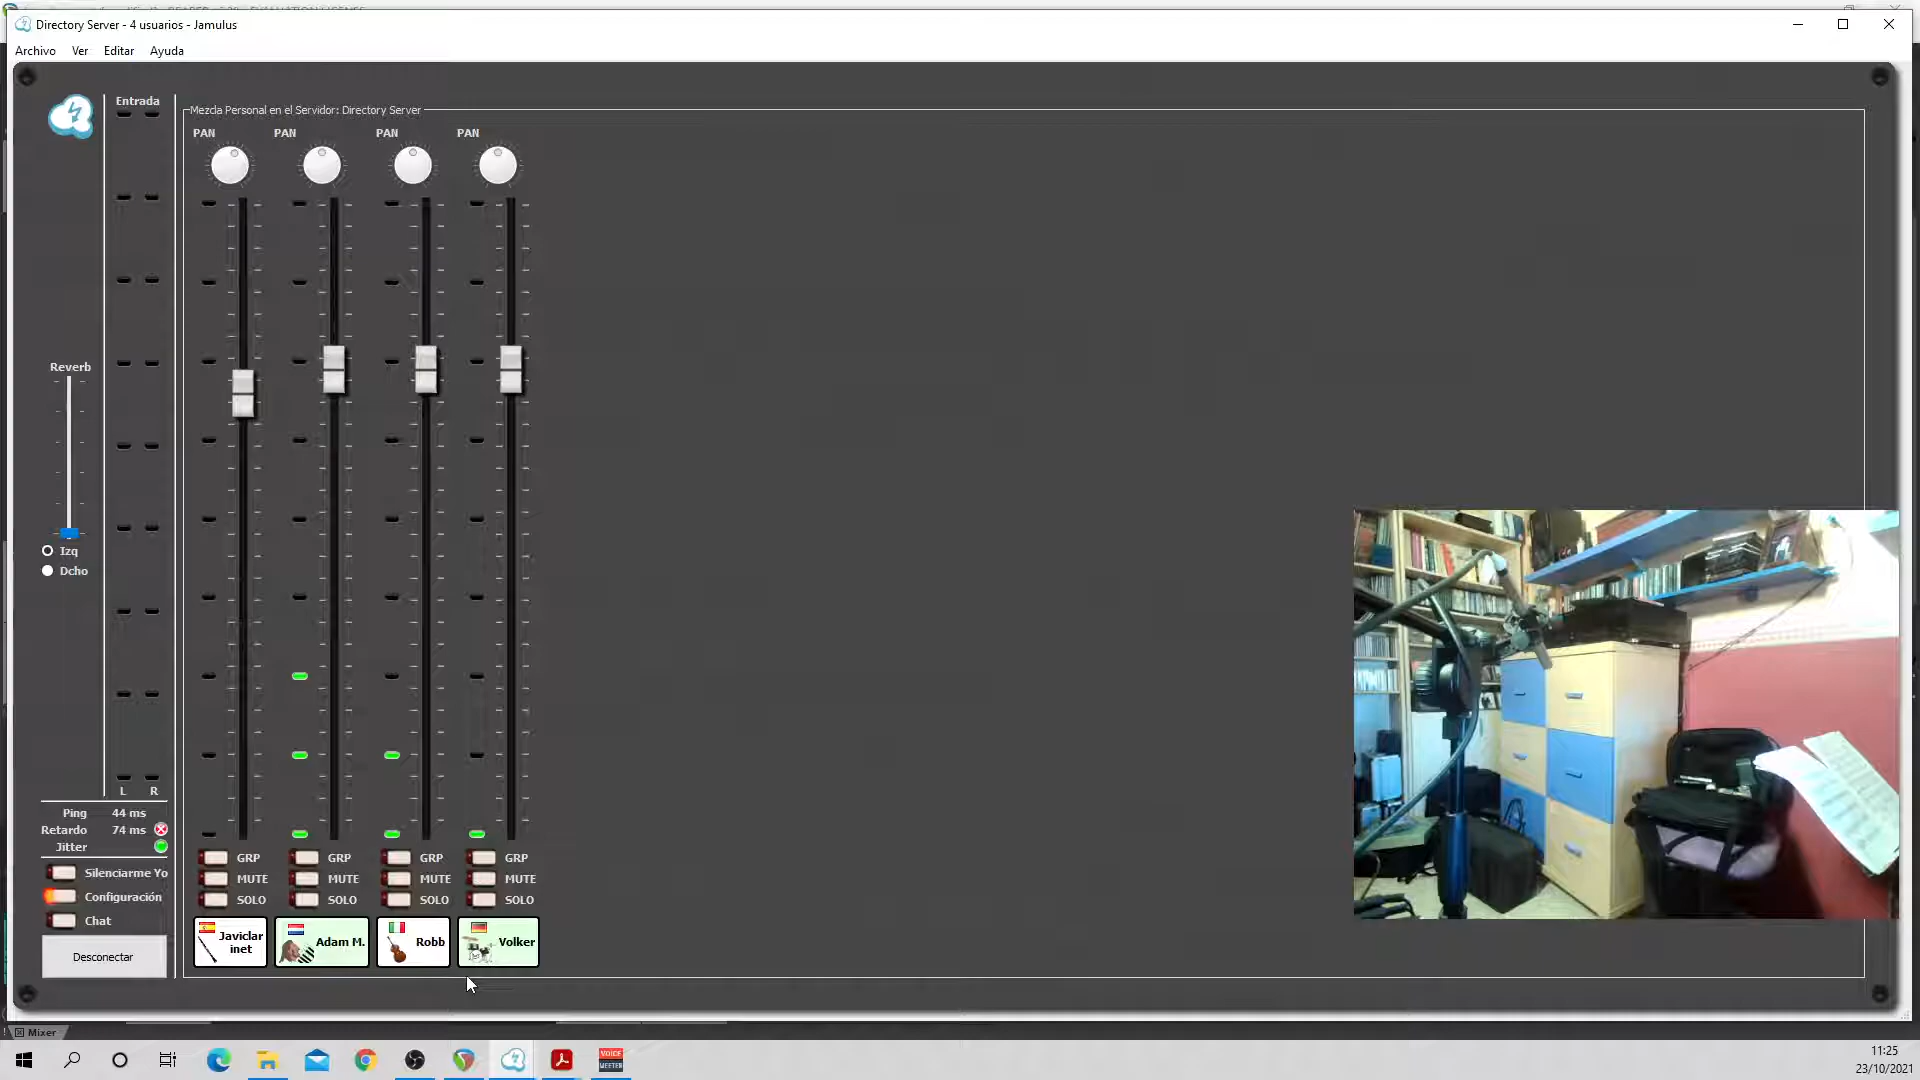 Directory Server - 4 usuarios - Jamulus
Archivo Ver Editar Ayuda
Entrada
Mezcla Personal en el Servidor: Directory Server
PAN PAN PAN PAN
Reverb
Izq
Dcho
L R
Ping 44 ms
Retardo 74 ms
Jitter
Silenciarme Yo
Configuración
Chat
Desconectar
GRP GRP GRP GRP
MUTE MUTE MUTE MUTE
SOLO SOLO SOLO SOLO
Javiclar
inet
Adam M.
Robb
Volker
Mixer
VOICE
MEETER
11:25
23/10/2021